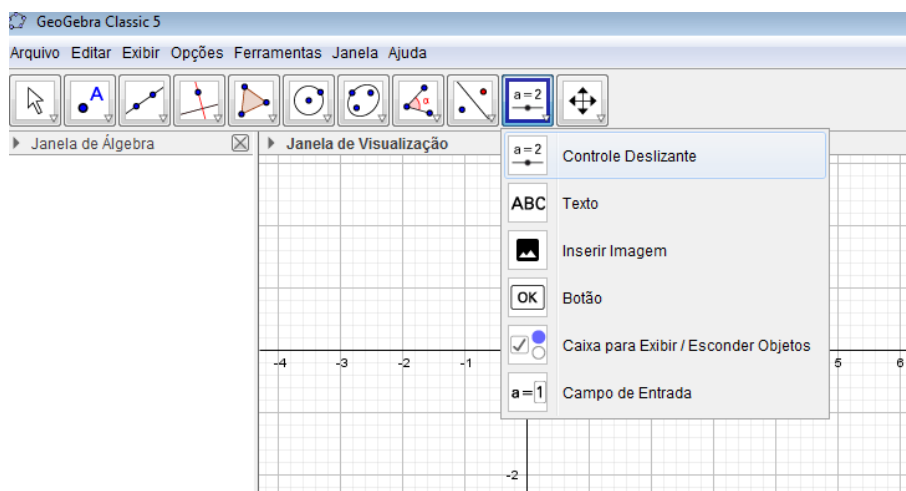 GeoGebra Classic 5
Arquivo Editar Exibir Opções Ferramentas Janela Ajuda
A α a=2
Janela de Álgebra Janela de Visualização
a=2 Controle Deslizante
ABC Texto
Inserir Imagem
OK Botão
Caixa para Exibir / Esconder Objetos
-4 -3 -2 -1 5 6
a=1 Campo de Entrada
-2